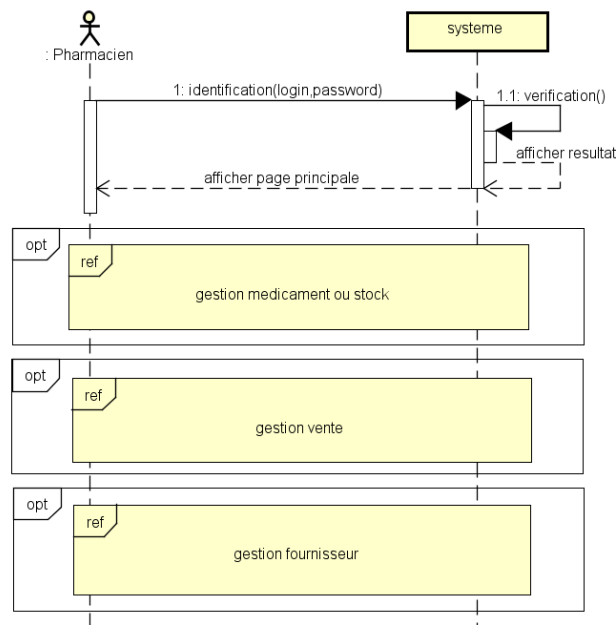 systeme
: Pharmacien
1: identification(login,password)
1.1: verification()
afficher resultat
afficher page principale
opt
ref
gestion medicament ou stock
opt
ref
gestion vente
opt
ref
gestion fournisseur